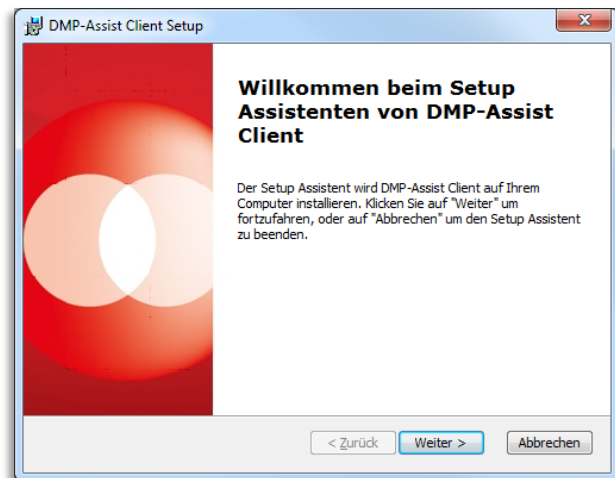 DMP-Assist Client Setup
Willkommen beim Setup
Assistenten von DMP-Assist
Client
Der Setup Assistent wird DMP-Assist Client auf Ihrem
Computer installieren. Klicken Sie auf "Weiter" um
fortzufahren, oder auf "Abbrechen" um den Setup Assistent
zu beenden.
< Zurück Weiter > Abbrechen